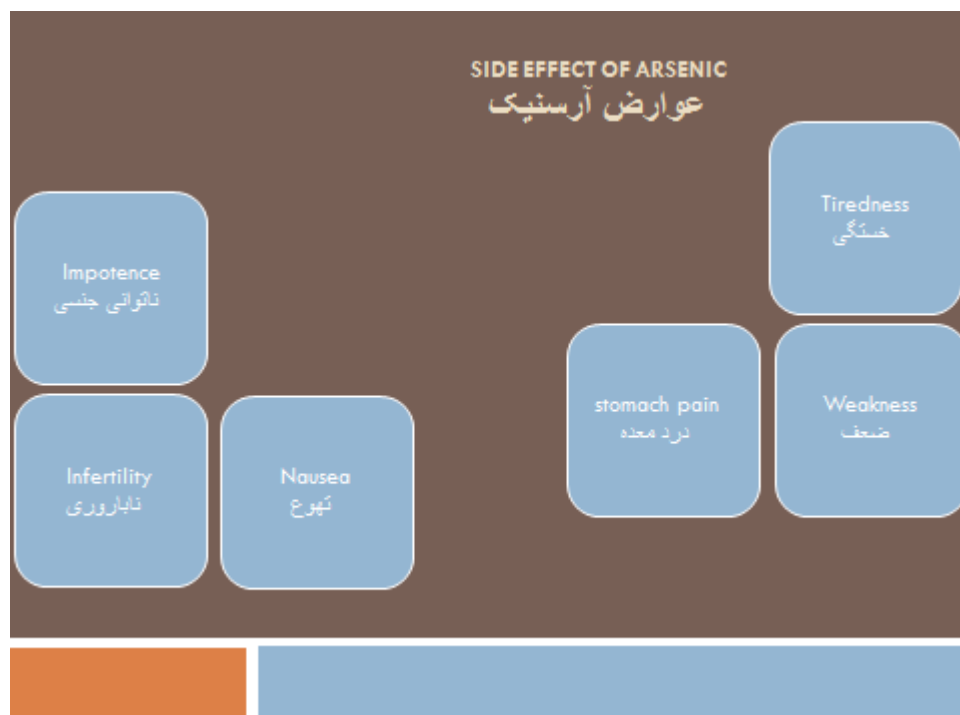 SIDE EFFECT OF ARSENIC
عوارض آرسنیک
Tiredness
خستگی
Impotence
ناتوانی جنسی
stomach pain
درد معده
Weakness
ضعف
Infertility
ناباروری
Nausea
تهوع